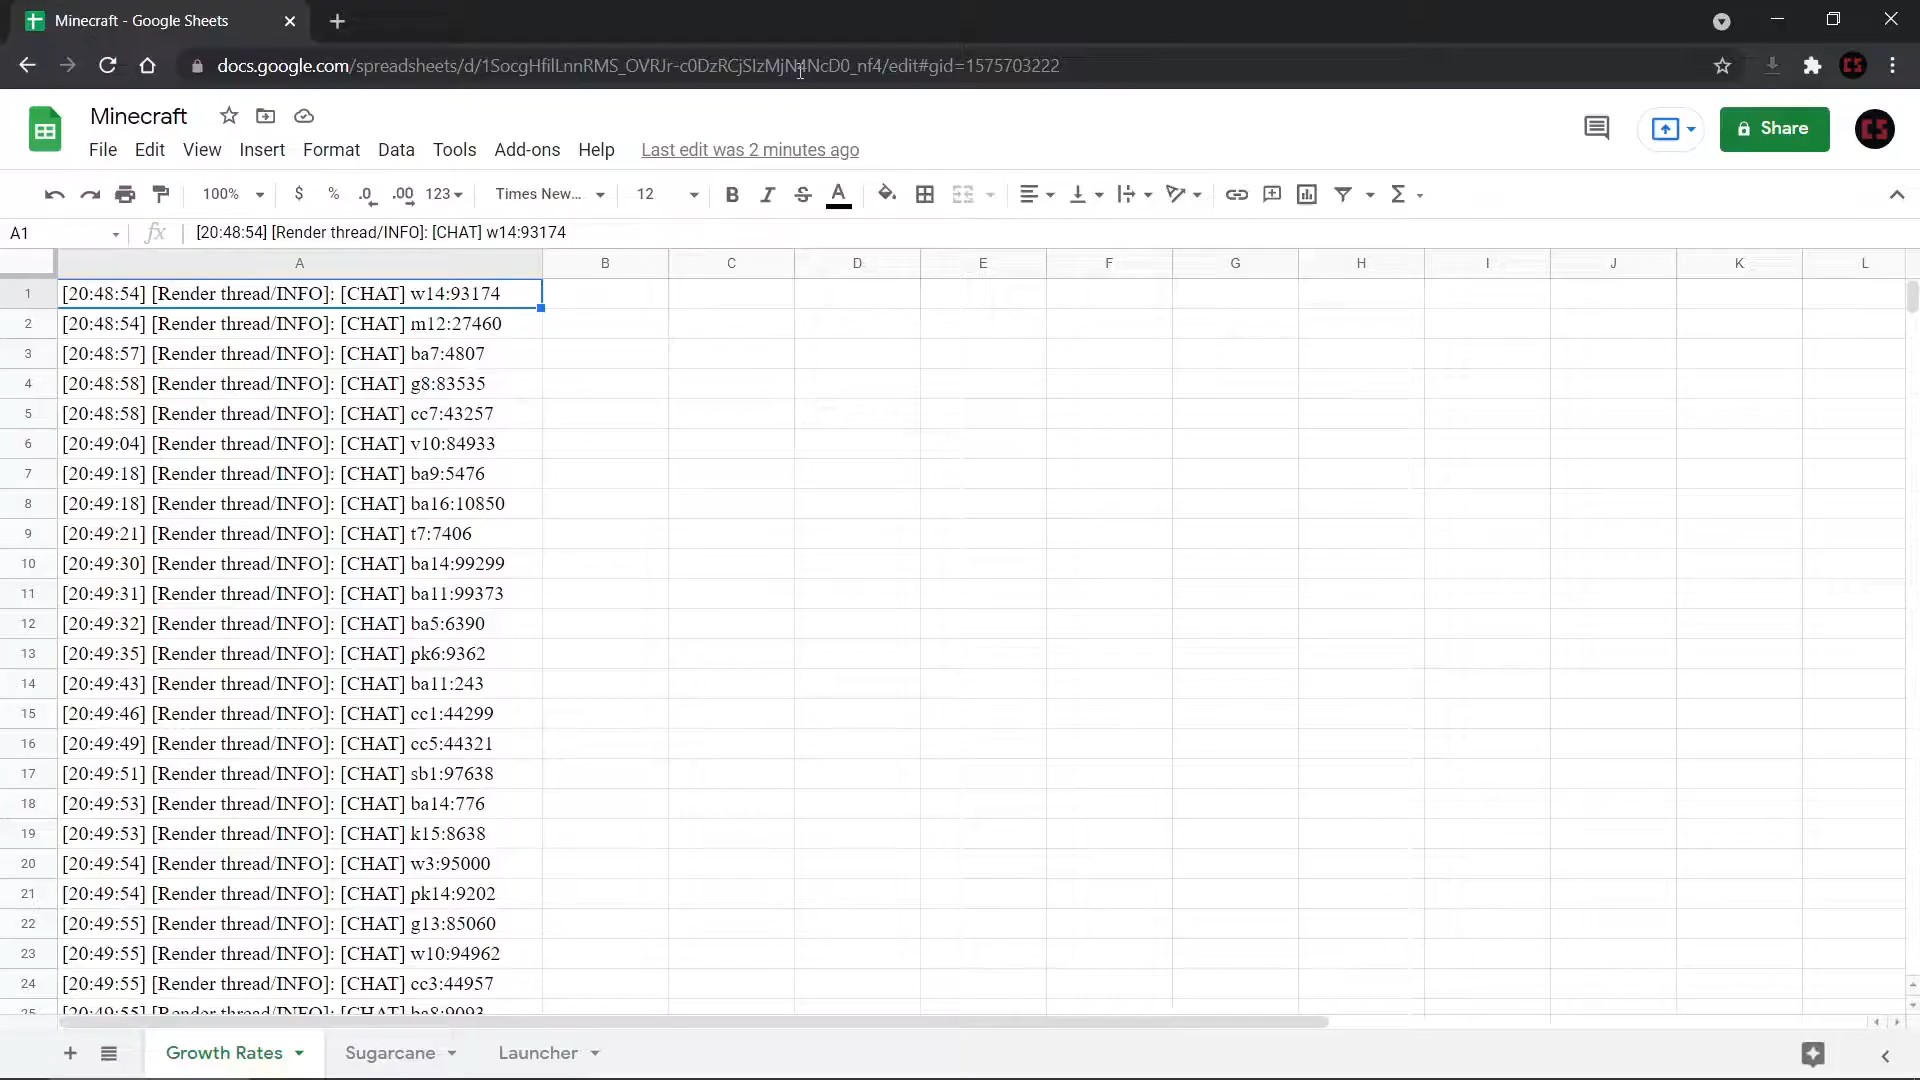 Minecraft - Google Sheets
docs.google.com/spreadsheets/d/1SocgHfilLnnRMS_OVRJr-c0DzRCjSIzMjN4NcD0_nf4/edit#gid=1575703222
Minecraft
File Edit View Insert Format Data Tools Add-ons Help Last edit was 2 minutes ago
Share
100% $ % .0 .00 123 Times New... 12 B I S A Σ
A1 fx [20:48:54] [Render thread/INFO]: [CHAT] w14:93174
A B C D E F G H I J K L
1 [20:48:54] [Render thread/INFO]: [CHAT] w14:93174
2 [20:48:54] [Render thread/INFO]: [CHAT] m12:27460
3 [20:48:57] [Render thread/INFO]: [CHAT] ba7:4807
4 [20:48:58] [Render thread/INFO]: [CHAT] g8:83535
5 [20:48:58] [Render thread/INFO]: [CHAT] cc7:43257
6 [20:49:04] [Render thread/INFO]: [CHAT] v10:84933
7 [20:49:18] [Render thread/INFO]: [CHAT] ba9:5476
8 [20:49:18] [Render thread/INFO]: [CHAT] ba16:10850
9 [20:49:21] [Render thread/INFO]: [CHAT] t7:7406
10 [20:49:30] [Render thread/INFO]: [CHAT] ba14:99299
11 [20:49:31] [Render thread/INFO]: [CHAT] ba11:99373
12 [20:49:32] [Render thread/INFO]: [CHAT] ba5:6390
13 [20:49:35] [Render thread/INFO]: [CHAT] pk6:9362
14 [20:49:43] [Render thread/INFO]: [CHAT] ba11:243
15 [20:49:46] [Render thread/INFO]: [CHAT] cc1:44299
16 [20:49:49] [Render thread/INFO]: [CHAT] cc5:44321
17 [20:49:51] [Render thread/INFO]: [CHAT] sb1:97638
18 [20:49:53] [Render thread/INFO]: [CHAT] ba14:776
19 [20:49:53] [Render thread/INFO]: [CHAT] k15:8638
20 [20:49:54] [Render thread/INFO]: [CHAT] w3:95000
21 [20:49:54] [Render thread/INFO]: [CHAT] pk14:9202
22 [20:49:55] [Render thread/INFO]: [CHAT] g13:85060
23 [20:49:55] [Render thread/INFO]: [CHAT] w10:94962
24 [20:49:55] [Render thread/INFO]: [CHAT] cc3:44957
25 [20:49:55] [Render thread/INFO]: [CHAT] ba8:9093
Growth Rates Sugarcane Launcher